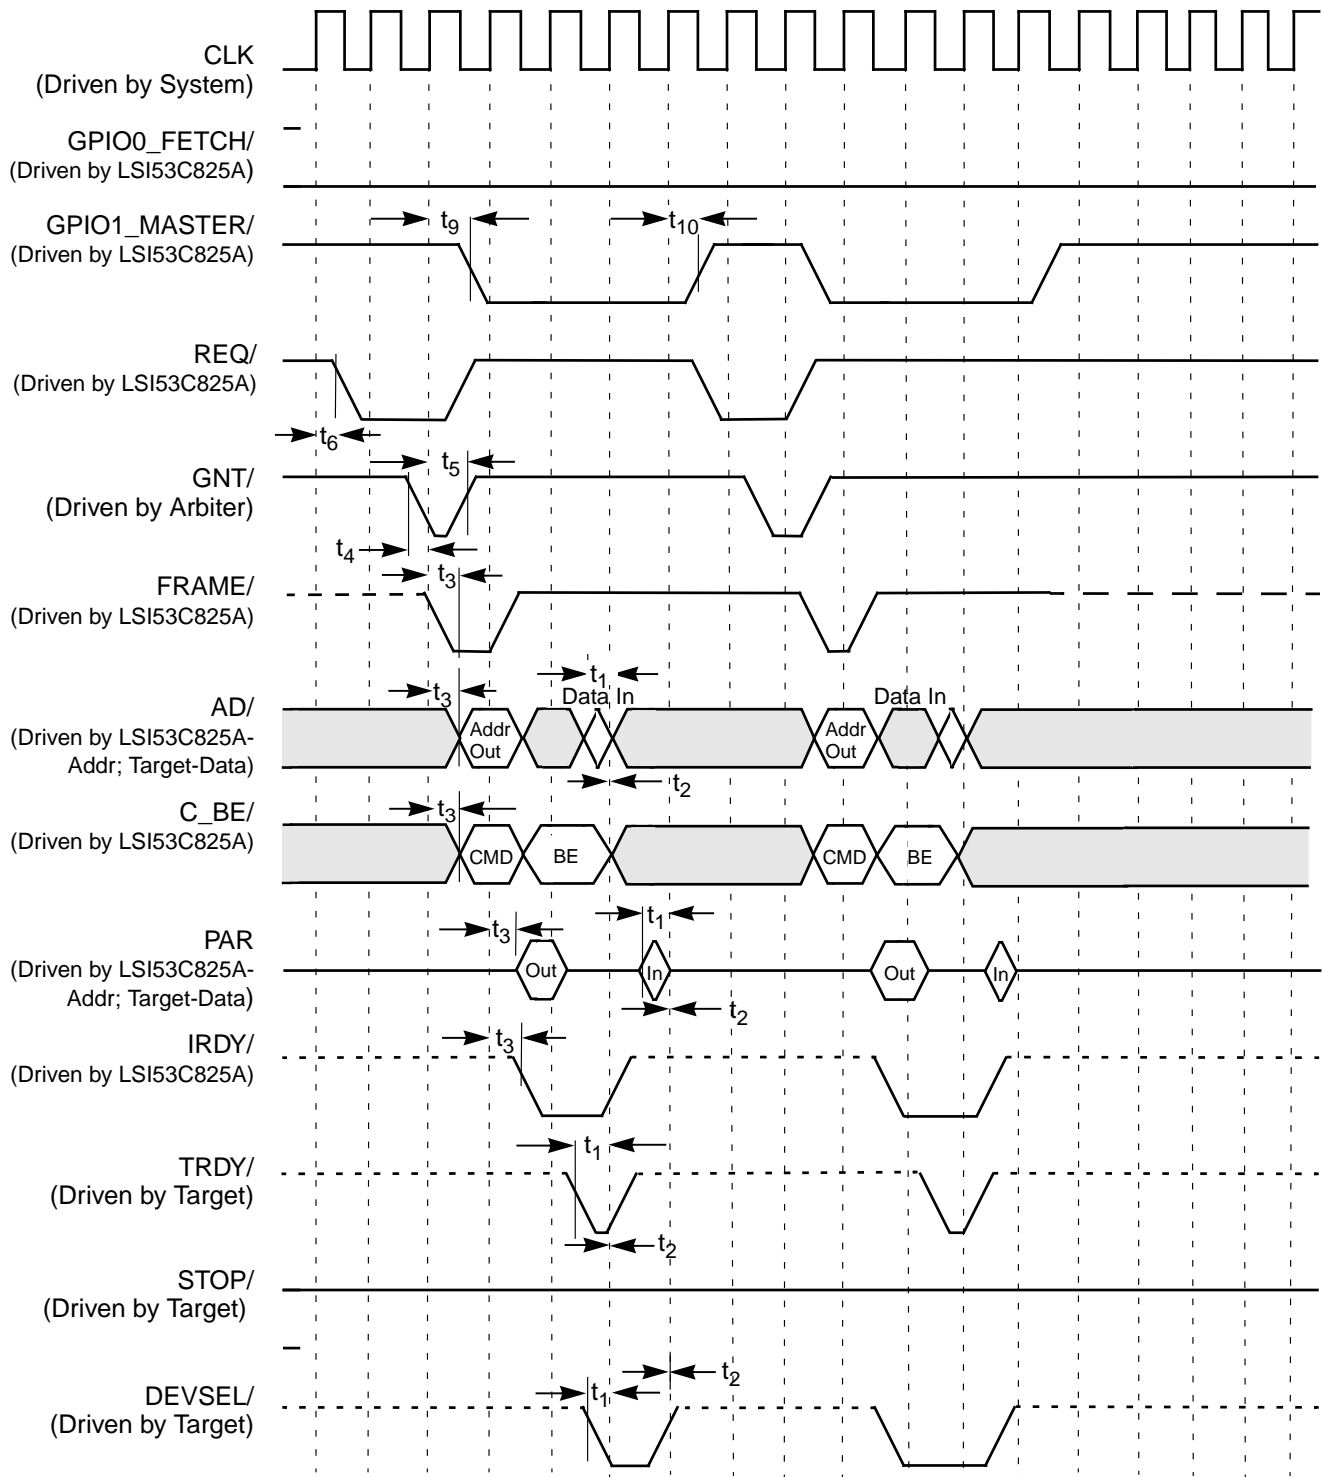 CLK
(Driven by System)
GPIO0_FETCH/
(Driven by LSI53C825A)
t9
t10
GPIO1_MASTER/
(Driven by LSI53C825A)
REQ/
(Driven by LSI53C825A)
t6
t5
GNT/
(Driven by Arbiter)
t4
t3
FRAME/
(Driven by LSI53C825A)
t1
t3
Data In
Data In
AD/
(Driven by LSI53C825A-
Addr; Target-Data)
Addr
Out
Addr
Out
t2
t3
C_BE/
(Driven by LSI53C825A)
CMD
BE
CMD
BE
t1
t3
PAR
(Driven by LSI53C825A-
Addr; Target-Data)
Out
In
Out
In
t2
t3
IRDY/
(Driven by LSI53C825A)
t1
TRDY/
(Driven by Target)
t2
STOP/
(Driven by Target)
t2
t1
DEVSEL/
(Driven by Target)